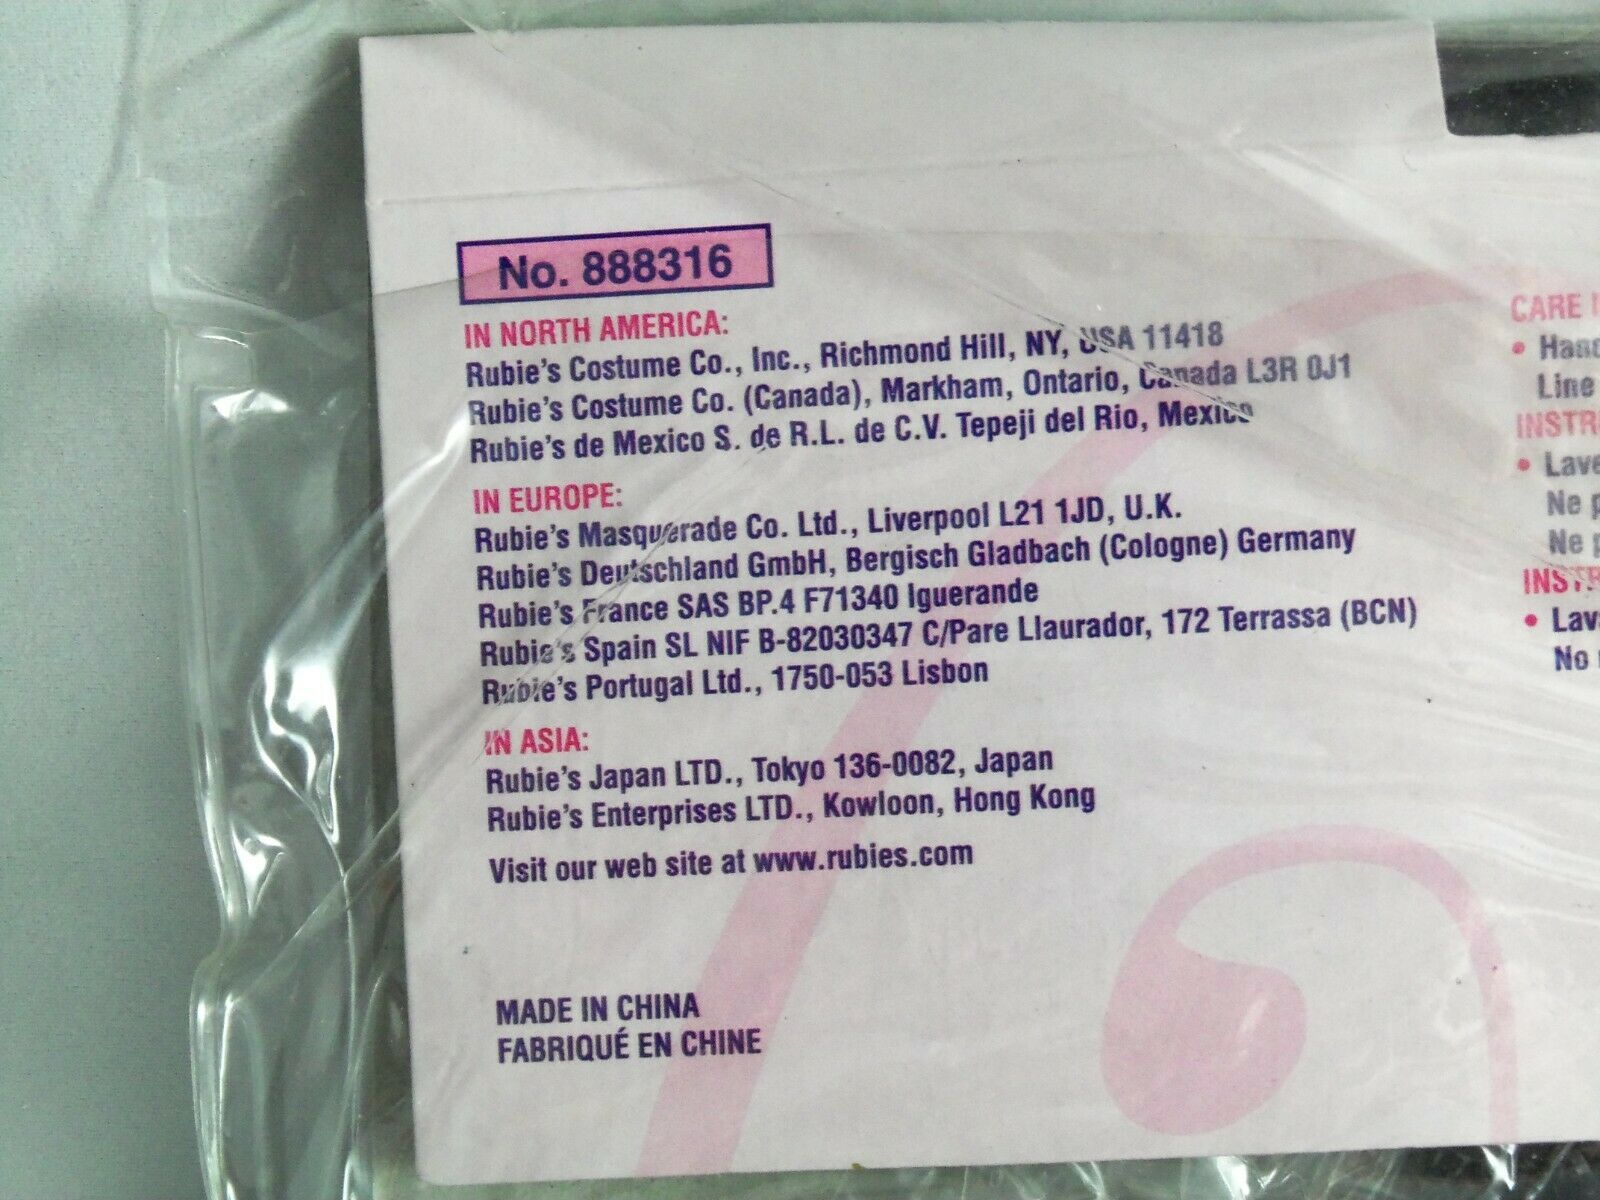 No. 888316
IN NORTH AMERICA:
Rubie's Costume Co., Inc., Richmond Hill, NY, USA 11418
Rubie's Costume Co. (Canada), Markham, Ontario, Canada L3R 0J1
Rubie's de Mexico S. de R.L. de C.V. Tepeji del Rio, Mexico
IN EUROPE:
Rubie's Masquerade Co. Ltd., Liverpool L21 1JD, U.K.
Rubie's Deutschland GmbH, Bergisch Gladbach (Cologne) Germany
Rubie's France SAS BP.4 F71340 Iguerande
Rubie's Spain SL NIF B-82030347 C/Pare Llaurador, 172 Terrassa (BCN)
Rubie's Portugal Ltd., 1750-053 Lisbon
IN ASIA:
Rubie's Japan LTD., Tokyo 136-0082, Japan
Rubie's Enterprises LTD., Kowloon, Hong Kong
Visit our web site at www.rubies.com
MADE IN CHINA
FABRIQUÉ EN CHINE
CARE
• 
Line
• 
Ne
Ne
• 
No